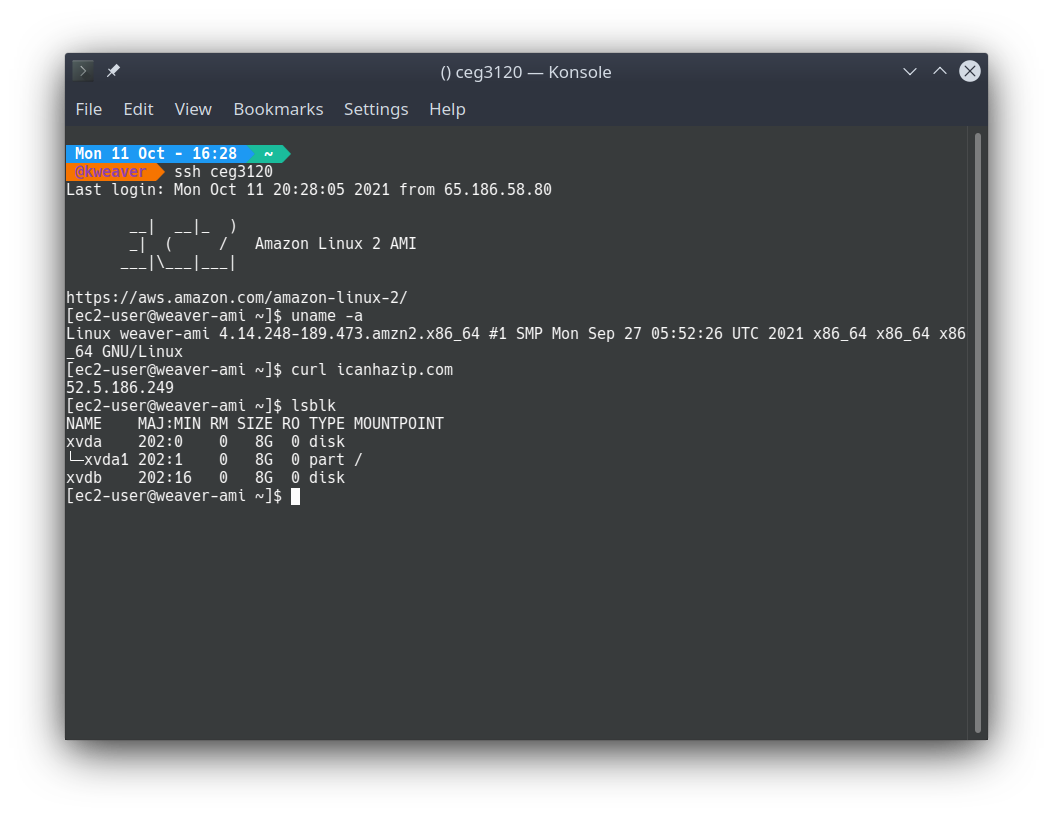 () ceg3120 — Konsole
File Edit View Bookmarks Settings Help
Mon 11 Oct - 16:28 ~
@kweaver ssh ceg3120
Last login: Mon Oct 11 20:28:05 2021 from 65.186.58.80
       __|  __|_  )
       _|  (     /   Amazon Linux 2 AMI
      ___|\___|___|
https://aws.amazon.com/amazon-linux-2/
[ec2-user@weaver-ami ~]$ uname -a
Linux weaver-ami 4.14.248-189.473.amzn2.x86_64 #1 SMP Mon Sep 27 05:52:26 UTC 2021 x86_64 x86_64 x86
_64 GNU/Linux
[ec2-user@weaver-ami ~]$ curl icanhazip.com
52.5.186.249
[ec2-user@weaver-ami ~]$ lsblk
NAME    MAJ:MIN RM SIZE RO TYPE MOUNTPOINT
xvda    202:0    0   8G  0 disk
└─xvda1 202:1    0   8G  0 part /
xvdb    202:16   0   8G  0 disk
[ec2-user@weaver-ami ~]$